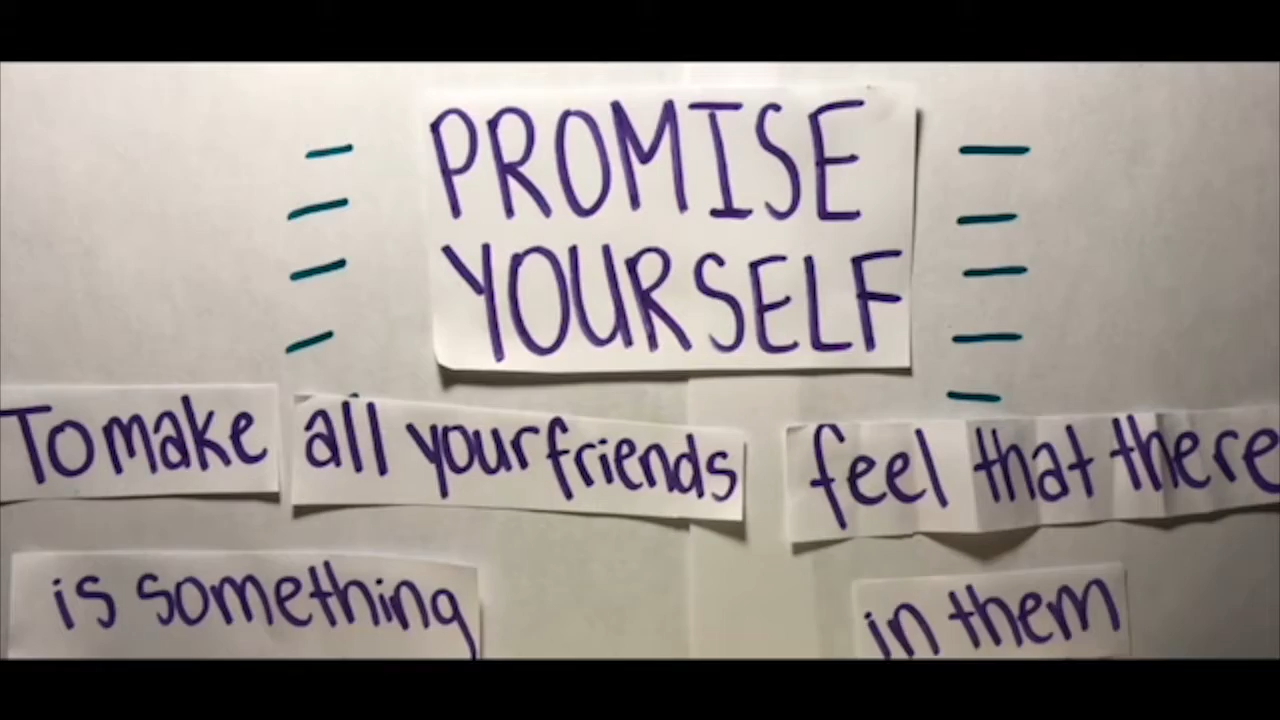 PROMISE
YOURSELF
To make all your friends feel that there
is something in them